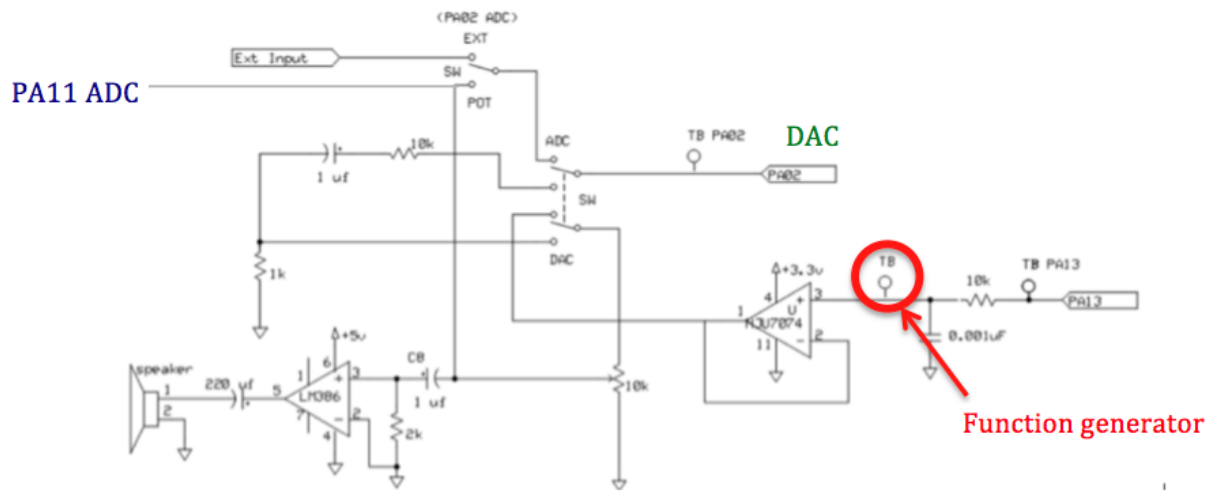 (PA02 ADC)
EXT
Ext Input
SW
PA11 ADC
POT
10k
1 uf
ADC
TB PA02
DAC
PA02
SW
DAC
1k
+3.3v
TB
TB PA13
10k
4
3
1
U
PA13
NJU7074
2
11
0.001uF
+5v
speaker
6
C8
220 uf
1
3
1
5
+
LM386
10k
2
7
-
2
1 uf
4
2k
Function generator